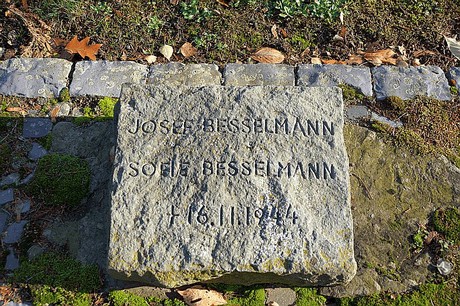 JOSEF BESSELMANN
SOFIE BESSELMANN
† 16.11.1944